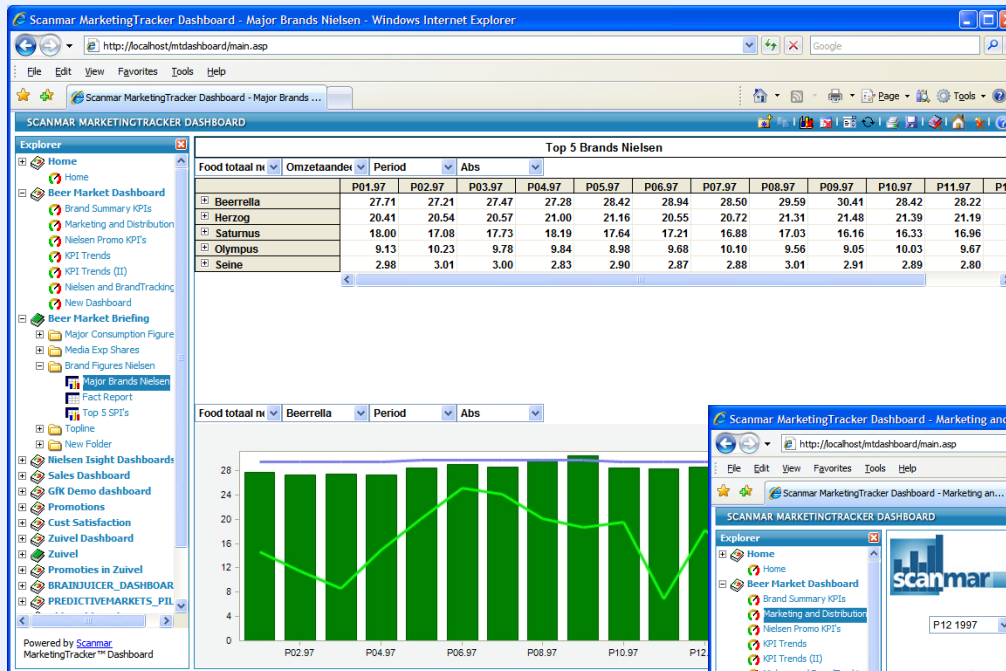 Scanmar MarketingTracker Dashboard - Major Brands Nielsen - Windows Internet Explorer
http://localhost/mtdashboard/main.asp
Google
File Edit View Favorites Tools Help
Scanmar MarketingTracker Dashboard - Major Brands ...
Page Tools
SCANMAR MARKETINGTRACKER DASHBOARD
Explorer
Home
Home
Beer Market Dashboard
Brand Summary KPIs
Marketing and Distribution
Nielsen Promo KPI's
KPI Trends
KPI Trends (II)
Nielsen and BrandTracking
New Dashboard
Beer Market Briefing
Major Consumption Figure
Media Exp Shares
Brand Figures Nielsen
Major Brands Nielsen
Fact Report
Top 5 SPI's
Topline
New Folder
Nielsen Isight Dashboards
Sales Dashboard
GfK Demo dashboard
Promotions
Cust Satisfaction
Zuivel Dashboard
Zuivel
Promoties in Zuivel
BRAINJUICER_DASHBOAR
PREDICTIVEMARKETS_PIL
Powered by Scanmar
MarketingTracker™ Dashboard
Top 5 Brands Nielsen
Food totaal ne Omzetaandee Period Abs
P01.97 P02.97 P03.97 P04.97 P05.97 P06.97 P07.97 P08.97 P09.97 P10.97 P11.97 P1
Beerrella 27.71 27.21 27.47 27.28 28.42 28.94 28.50 29.59 30.41 28.42 28.22
Herzog 20.41 20.54 20.57 21.00 21.16 20.55 20.72 21.31 21.48 21.39 21.19
Saturnus 18.00 17.08 17.73 18.19 17.64 17.21 16.88 17.03 16.16 16.33 16.96
Olympus 9.13 10.23 9.78 9.84 8.98 9.68 10.10 9.56 9.05 10.03 9.67
Seine 2.98 3.01 3.00 2.83 2.90 2.87 2.88 3.01 2.91 2.89 2.80
Food totaal ne Beerrella Period Abs
28
24
20
16
12
8
4
0
P02.97 P04.97 P06.97 P08.97 P10.97 P12.
Scanmar MarketingTracker Dashboard - Marketing and
http://localhost/mtdashboard/main.asp
File Edit View Favorites Tools Help
Scanmar MarketingTracker Dashboard - Marketing an...
SCANMAR MARKETINGTRACKER DASHBOARD
Explorer
Home
Home
Beer Market Dashboard
Brand Summary KPIs
Marketing and Distribution
Nielsen Promo KPI's
KPI Trends
KPI Trends (II)
scanmar
P12 1997